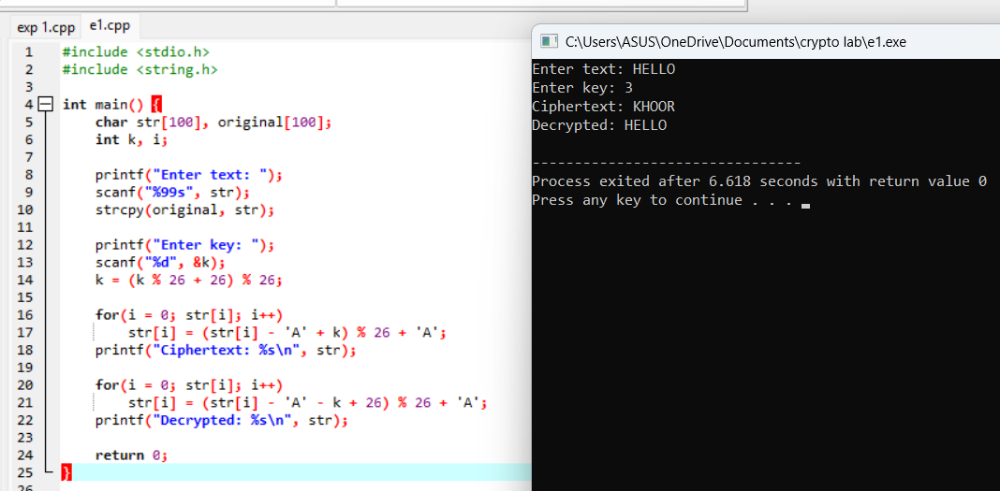 exp 1.cpp e1.cpp
1 #include <stdio.h>
2 #include <string.h>
3
4 int main() {
5     char str[100], original[100];
6     int k, i;
7
8     printf("Enter text: ");
9     scanf("%99s", str);
10     strcpy(original, str);
11
12     printf("Enter key: ");
13     scanf("%d", &k);
14     k = (k % 26 + 26) % 26;
15
16     for(i = 0; str[i]; i++)
17         str[i] = (str[i] - 'A' + k) % 26 + 'A';
18     printf("Ciphertext: %s\n", str);
19
20     for(i = 0; str[i]; i++)
21         str[i] = (str[i] - 'A' - k + 26) % 26 + 'A';
22     printf("Decrypted: %s\n", str);
23
24     return 0;
25 }
26
C:\Users\ASUS\OneDrive\Documents\crypto lab\e1.exe
Enter text: HELLO
Enter key: 3
Ciphertext: KHOOR
Decrypted: HELLO
--------------------------------
Process exited after 6.618 seconds with return value 0
Press any key to continue . . .